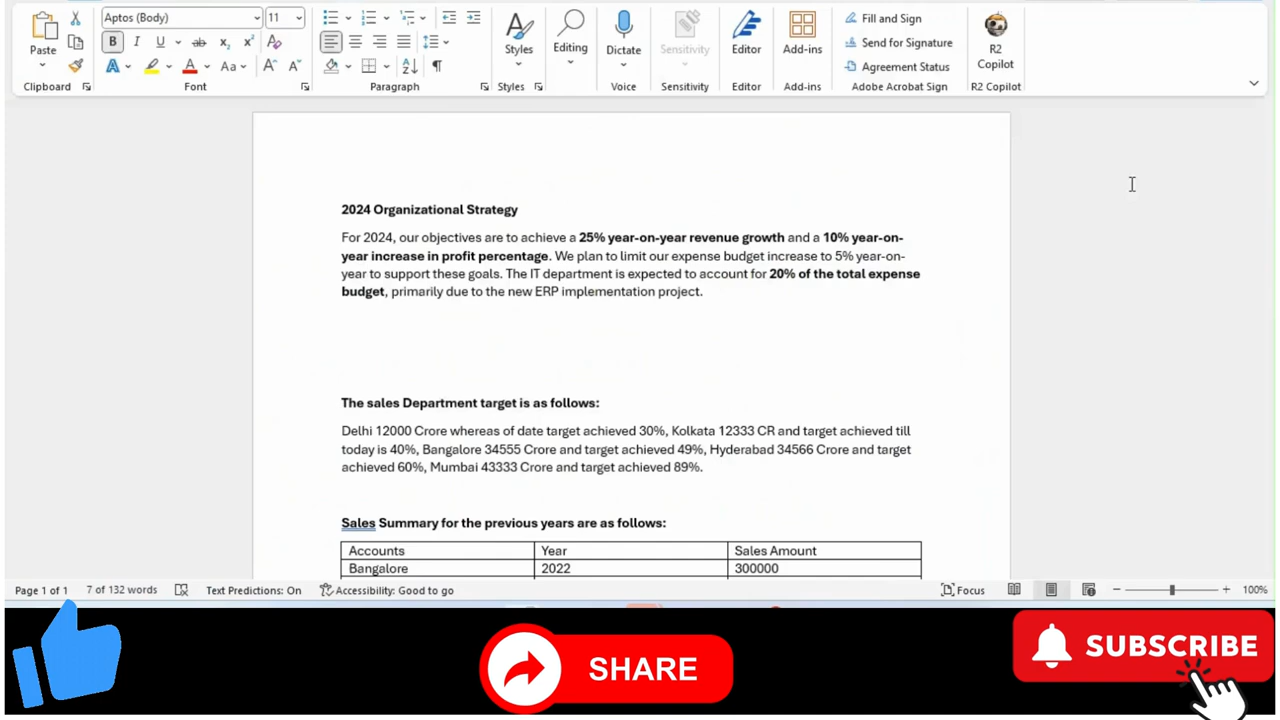 Aptos (Body) 11
Paste
B I U ab x₂ x²
A A Aa A A
Styles
Editing
Dictate
Sensitivity
Editor
Add-ins
Fill and Sign
Send for Signature
Agreement Status
R2
Copilot
Clipboard Font Paragraph Styles Voice Sensitivity Editor Add-ins Adobe Acrobat Sign R2 Copilot
2024 Organizational Strategy
For 2024, our objectives are to achieve a 25% year-on-year revenue growth and a 10% year-on-
year increase in profit percentage. We plan to limit our expense budget increase to 5% year-on-
year to support these goals. The IT department is expected to account for 20% of the total expense
budget, primarily due to the new ERP implementation project.
The sales Department target is as follows:
Delhi 12000 Crore whereas of date target achieved 30%, Kolkata 12333 CR and target achieved till
today is 40%, Bangalore 34555 Crore and target achieved 49%, Hyderabad 34566 Crore and target
achieved 60%, Mumbai 43333 Crore and target achieved 89%.
Sales Summary for the previous years are as follows:
Accounts Year Sales Amount
Bangalore 2022 300000
Page 1 of 1 7 of 132 words Text Predictions: On Accessibility: Good to go Focus 100%
SHARE
SUBSCRIBE